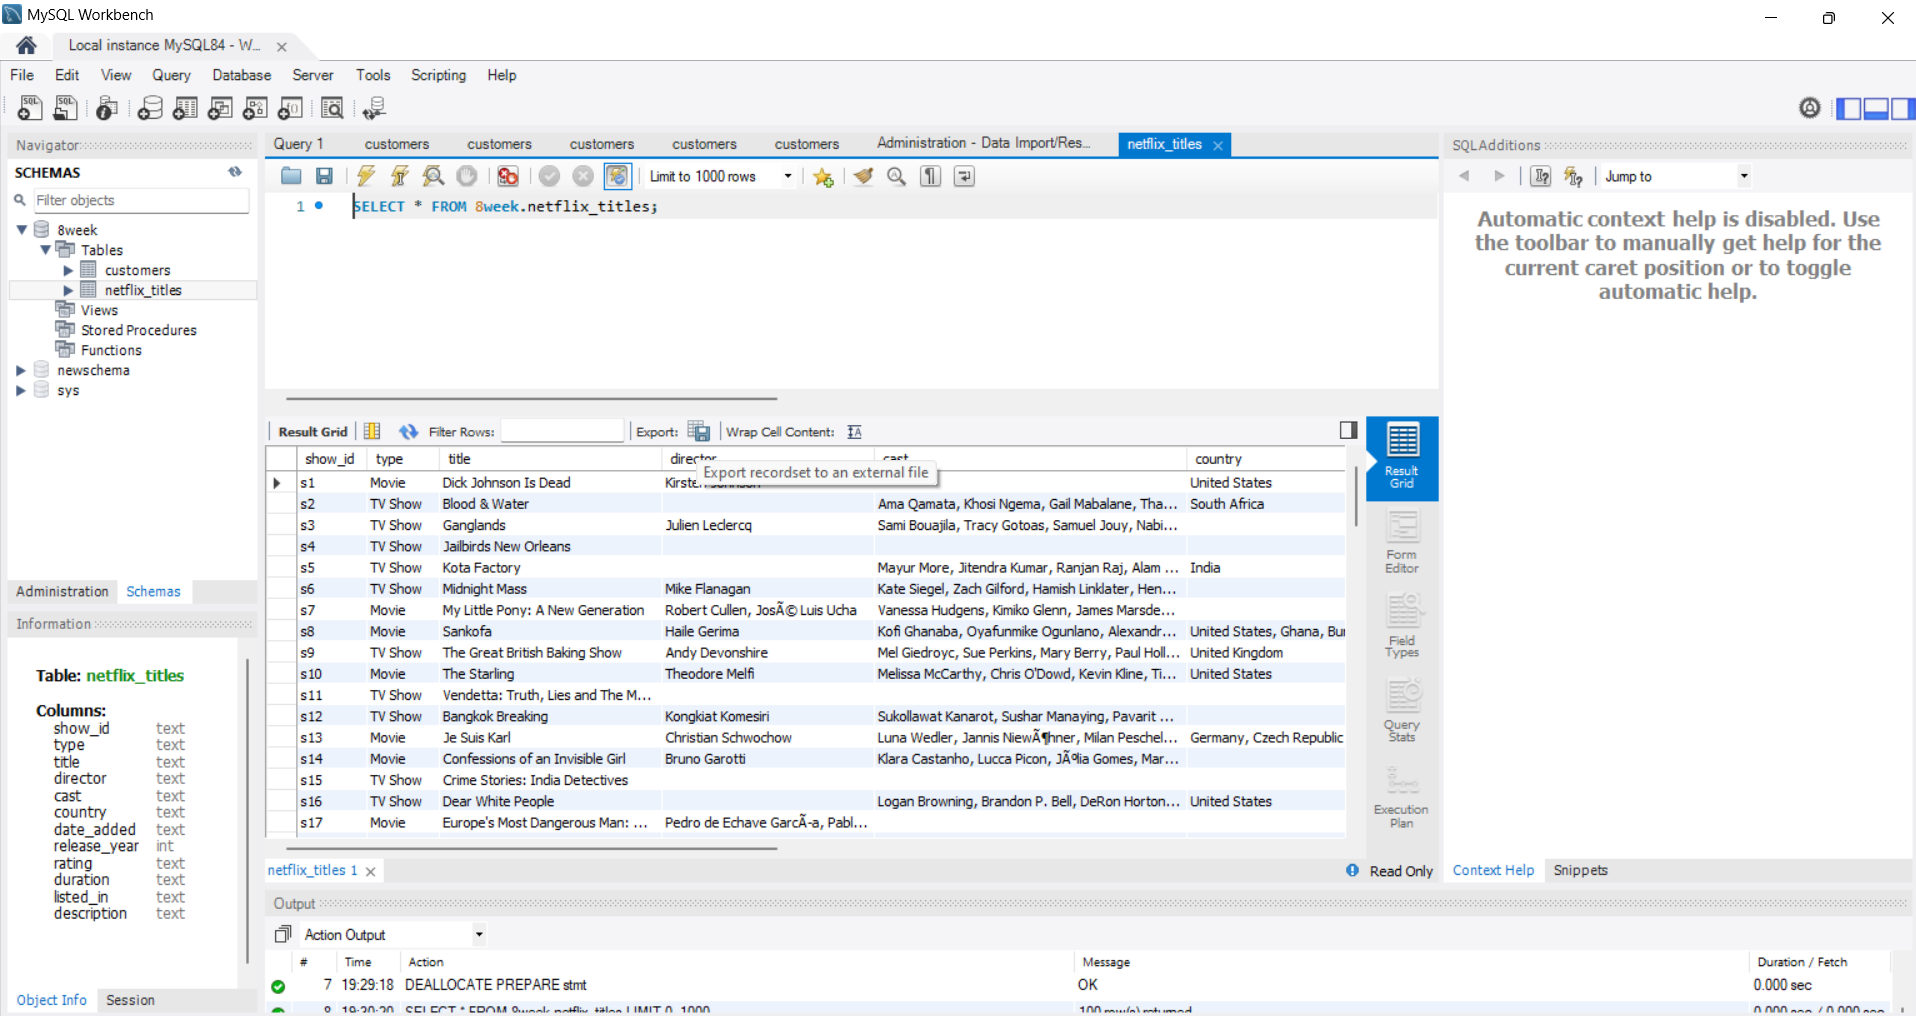 MySQL Workbench
Local instance MySQL84 - W...
File Edit View Query Database Server Tools Scripting Help
Navigator
SCHEMAS
Filter objects
8week
Tables
customers
netflix_titles
Views
Stored Procedures
Functions
newschema
sys
Administration Schemas
Information
Table: netflix_titles
Columns:
show_id text
type text
title text
director text
cast text
country text
date_added text
release_year int
rating text
duration text
listed_in text
description text
Object Info Session
Query 1 customers customers customers customers customers Administration - Data Import/Res... netflix_titles
Limit to 1000 rows
1 SELECT * FROM 8week.netflix_titles;
Result Grid Filter Rows: Export: Wrap Cell Content:
show_id type title director cast country
Export recordset to an external file
s1 Movie Dick Johnson Is Dead United States
s2 TV Show Blood & Water Ama Qamata, Khosi Ngema, Gail Mabalane, Tha... South Africa
s3 TV Show Ganglands Julien Leclercq Sami Bouajila, Tracy Gotoas, Samuel Jouy, Nabi...
s4 TV Show Jailbirds New Orleans
s5 TV Show Kota Factory Mayur More, Jitendra Kumar, Ranjan Raj, Alam ... India
s6 TV Show Midnight Mass Mike Flanagan Kate Siegel, Zach Gilford, Hamish Linklater, Hen...
s7 Movie My Little Pony: A New Generation Robert Cullen, JosÃ© Luis Ucha Vanessa Hudgens, Kimiko Glenn, James Marsde...
s8 Movie Sankofa Haile Gerima Kofi Ghanaba, Oyafunmike Ogunlano, Alexandr... United States, Ghana, Bu
s9 TV Show The Great British Baking Show Andy Devonshire Mel Giedroyc, Sue Perkins, Mary Berry, Paul Holl... United Kingdom
s10 Movie The Starling Theodore Melfi Melissa McCarthy, Chris O'Dowd, Kevin Kline, Ti... United States
s11 TV Show Vendetta: Truth, Lies and The M...
s12 TV Show Bangkok Breaking Kongkiat Komesiri Sukollawat Kanarot, Sushar Manaying, Pavarit ...
s13 Movie Je Suis Karl Christian Schwochow Luna Wedler, Jannis NiewÃ¶hner, Milan Peschel... Germany, Czech Republic
s14 Movie Confessions of an Invisible Girl Bruno Garotti Klara Castanho, Lucca Picon, JÃºlia Gomes, Mar...
s15 TV Show Crime Stories: India Detectives
s16 TV Show Dear White People Logan Browning, Brandon P. Bell, DeRon Horton... United States
s17 Movie Europe's Most Dangerous Man: ... Pedro de Echave GarcÃ-a, Pabl...
Result Grid
Form Editor
Field Types
Query Stats
Execution Plan
netflix_titles 1 Read Only
SQLAdditions
Jump to
Automatic context help is disabled. Use
the toolbar to manually get help for the
current caret position or to toggle
automatic help.
Context Help Snippets
Output
Action Output
# Time Action Message Duration / Fetch
7 19:29:18 DEALLOCATE PREPARE stmt OK 0.000 sec
8 19:30:20 SELECT * FROM 8week.netflix_titles LIMIT 0, 1000 100 row(s) returned 0.000 sec / 0.000 sec